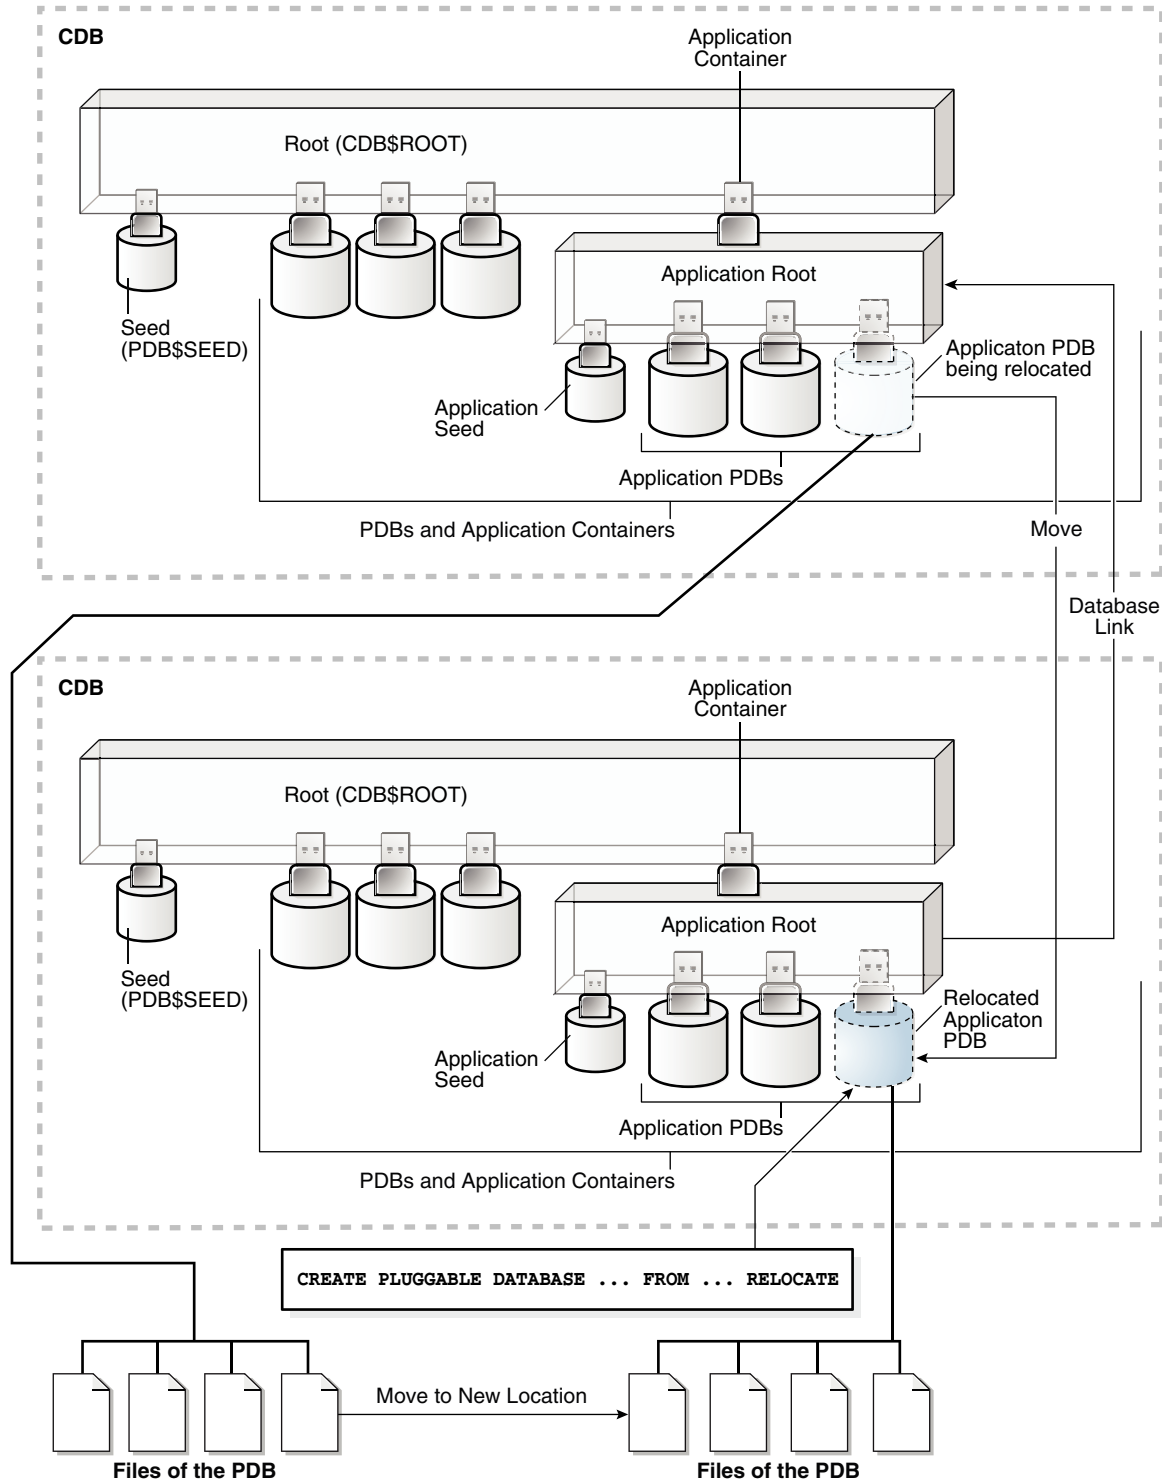 CDB
Application
Container
Root (CDB$ROOT)
Application Root
Seed
(PDB$SEED)
Applicaton PDB
being relocated
Application
Seed
Application PDBs
PDBs and Application Containers
Move
Database
Link
CDB
Application
Container
Root (CDB$ROOT)
Application Root
Seed
(PDB$SEED)
Relocated
Applicaton
PDB
Application
Seed
Application PDBs
PDBs and Application Containers
CREATE PLUGGABLE DATABASE ... FROM ... RELOCATE
Move to New Location
Files of the PDB
Files of the PDB